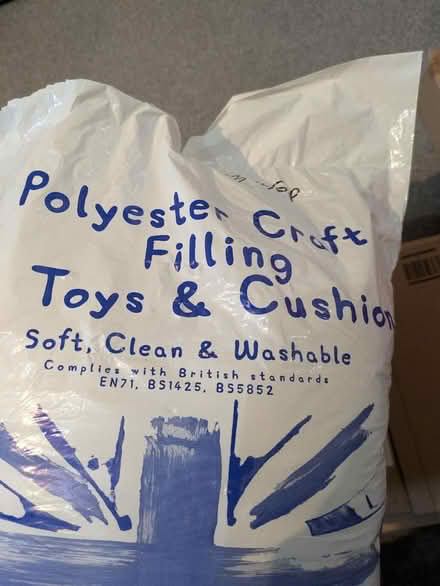 Polyester Craft
Filling
Toys & Cushion
Soft, Clean & Washable
Complies with British standards
EN71, BS1425, BS5852